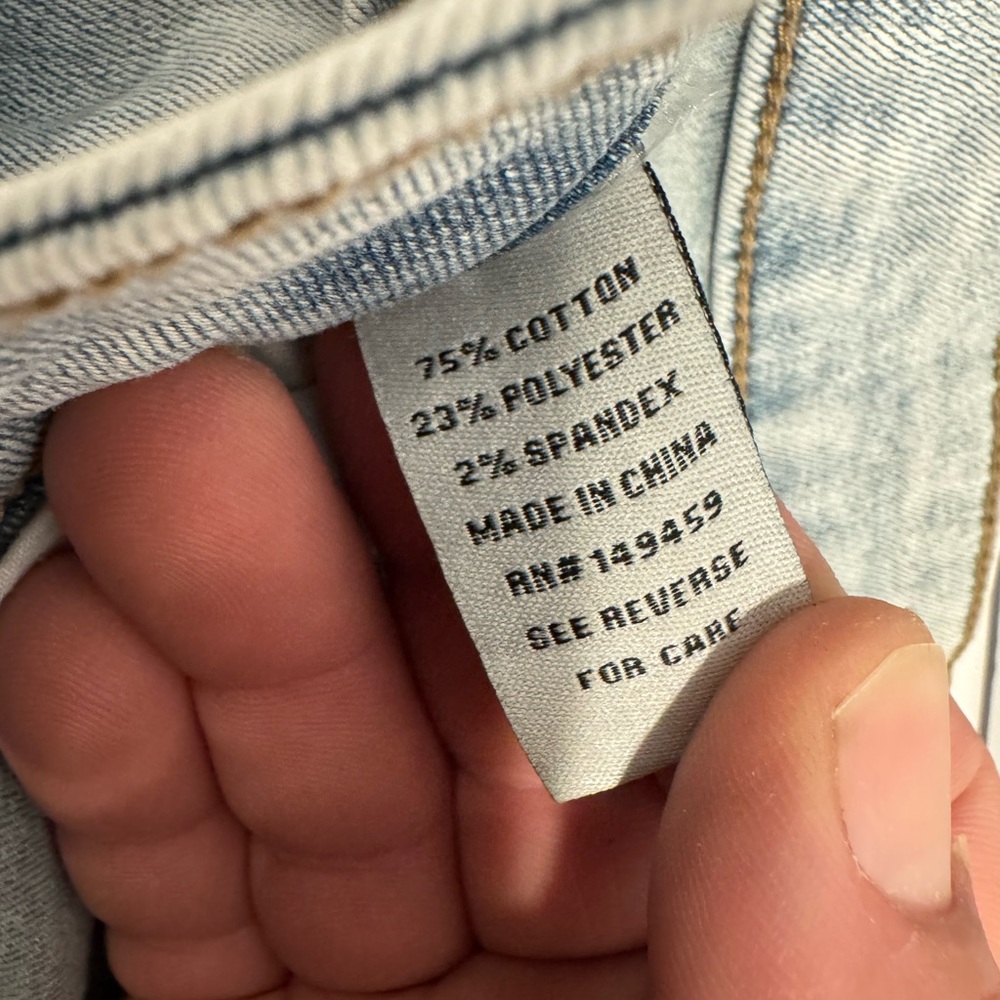 75% COTTON
23% POLYESTER
2% SPANDEX
MADE IN CHINA
RN# 149459
SEE REVERSE
FOR CARE